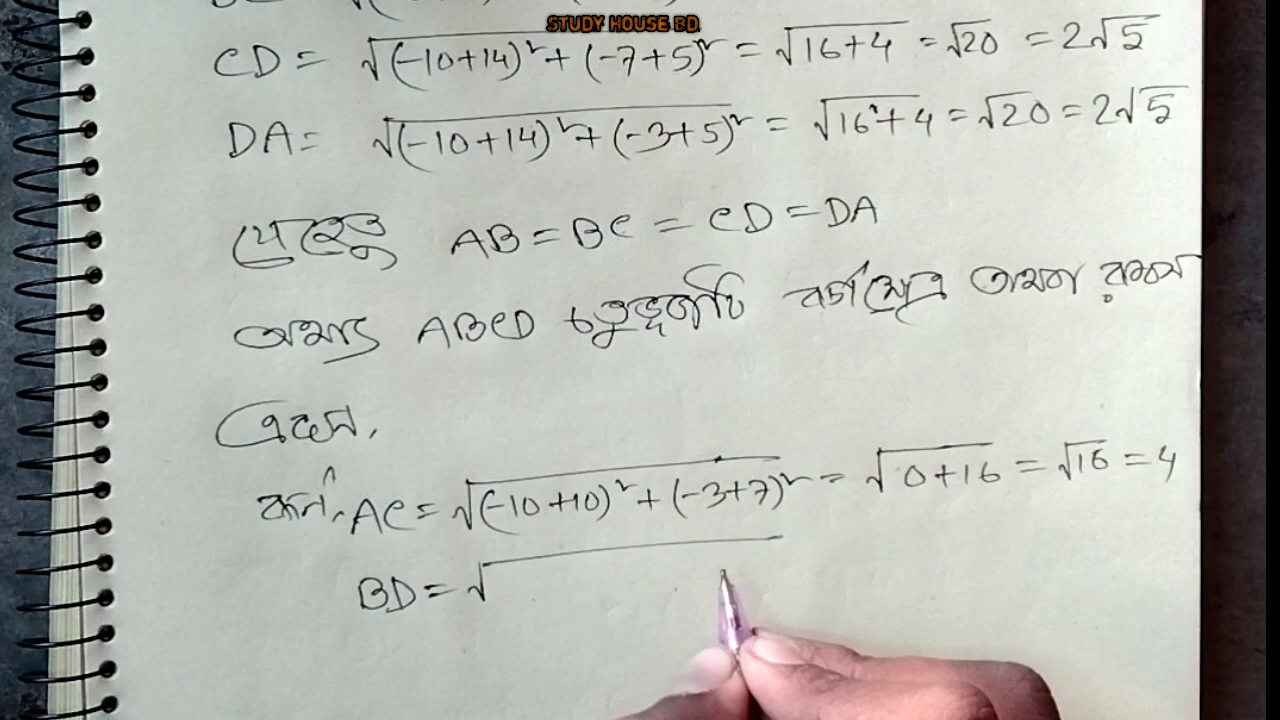 STUDY HOUSE BD
CD = √(-10+14)² + (-7+5)² = √16+4 = √20 = 2√5
DA = √(-10+14)² + (-3+5)² = √16+4 = √20 = 2√5
যেহেতু AB = BC = CD = DA
অথাৎ ABCD চতুর্ভুজটি বর্গক্ষেত্র অথবা রম্বস
এখন,
কর্ণ, AC = √(-10+10)² + (-3+7)² = √0+16 = √16 = 4
BD = √